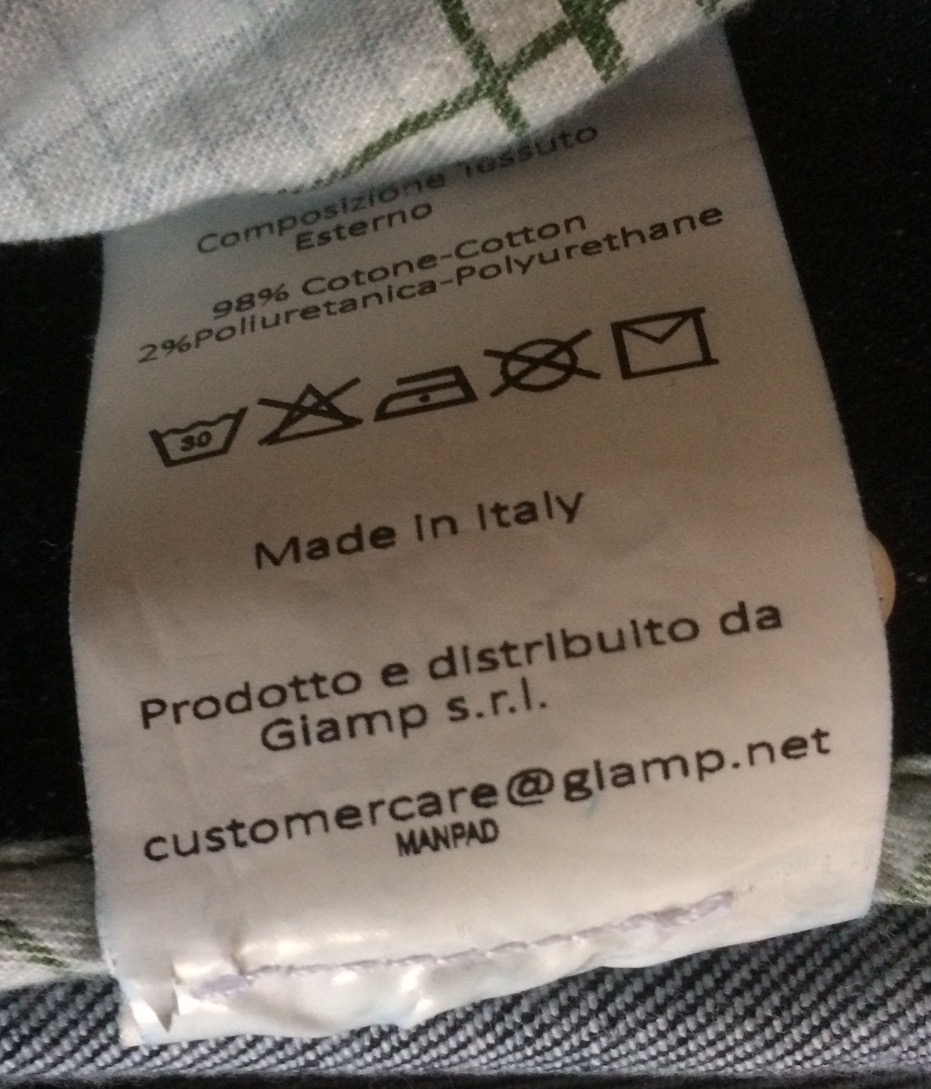 Composizione Tessuto
Esterno
98% Cotone-Cotton
2%Poliuretanica-Polyurethane
30
Made in Italy
Prodotto e distribuito da
Giamp s.r.l.
customercare@giamp.net
MANPAD